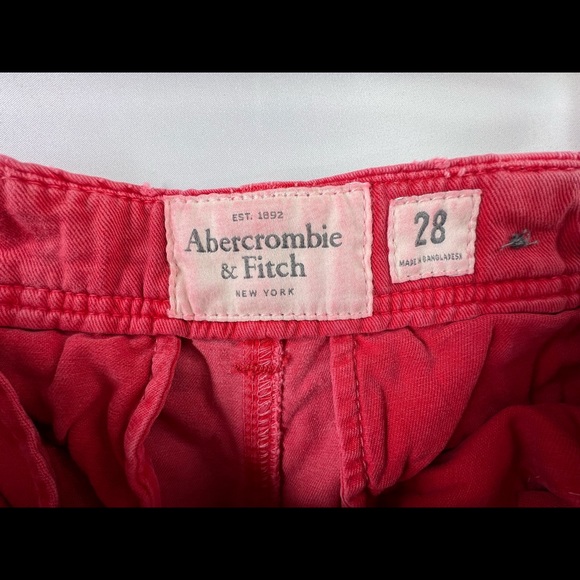 EST. 1892
Abercrombie
& Fitch
NEW YORK
28
MADE IN BANGLADESH